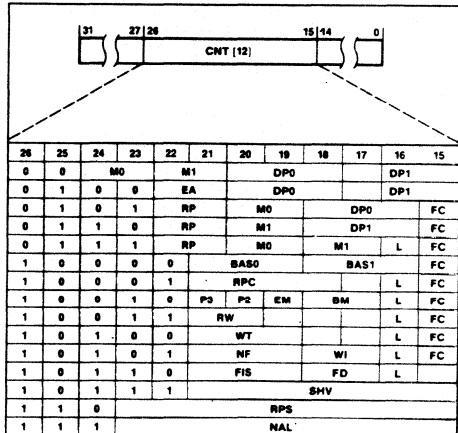 31 27 26 15 14 0
CNT [12]
26 25 24 23 22 21 20 19 18 17 16 15
0 0 M0 M1 DP0 DP1
0 1 0 0 EA DP0 DP1
0 1 0 1 RP M0 DP0 FC
0 1 1 0 RP M1 DP1 FC
0 1 1 1 RP M0 M1 L FC
1 0 0 0 0 BAS0 BAS1 FC
1 0 0 0 1 RPC L FC
1 0 0 1 0 P3 P2 EM BM L FC
1 0 0 1 1 RW L FC
1 0 1 0 0 WT L FC
1 0 1 0 1 NF WI L FC
1 0 1 1 0 FIS FD L
1 0 1 1 1 SHV
1 1 0 RPS
1 1 1 NAL